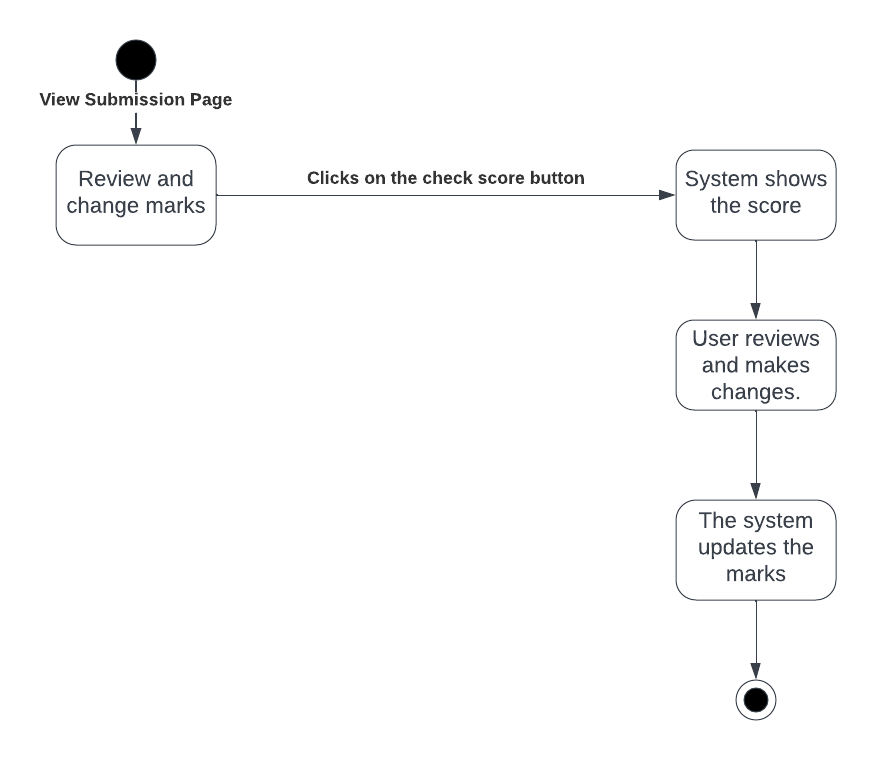 View Submission Page
Review and
change marks
Clicks on the check score button
System shows
the score
User reviews
and makes
changes.
The system
updates the
marks